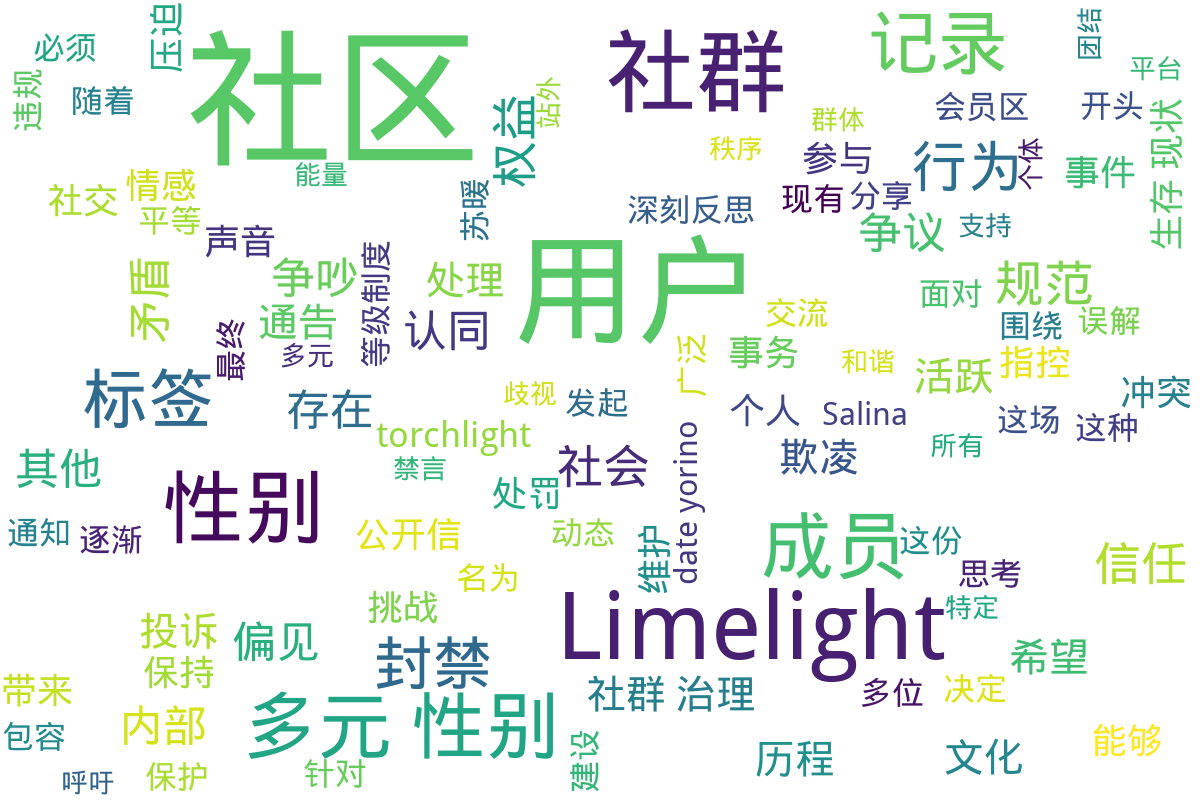 必须
压迫
社区
社群
记录
团结
平台
违规
随着
权益
站外
会员区
开头
现状
群体
秩序
参与
行为
个体
事件
能量
社交
情感
苏暖
深刻反思
现有
分享
生存
平等
声音
争议
支持
矛盾
争吵
等级制度
处理
用户
面对
规范
通告
认同
交流
围绕
误解
最终
多元
广泛
事务
和谐
活跃
指控
标签
存在
歧视
发起
个人
Salina
这场
这种
冲突
torchlight
其他
禁言
社会
date yorino
欺凌
所有
性别
处罚
通知
逐渐
公开信
动态
维护
成员
这份
信任
名为
思考
挑战
Limelight
特定
投诉
偏见
封禁
希望
保持
带来
社群 治理
多位
决定
包容
内部
多元 性别
建设
历程
文化
能够
呼吁
保护
针对